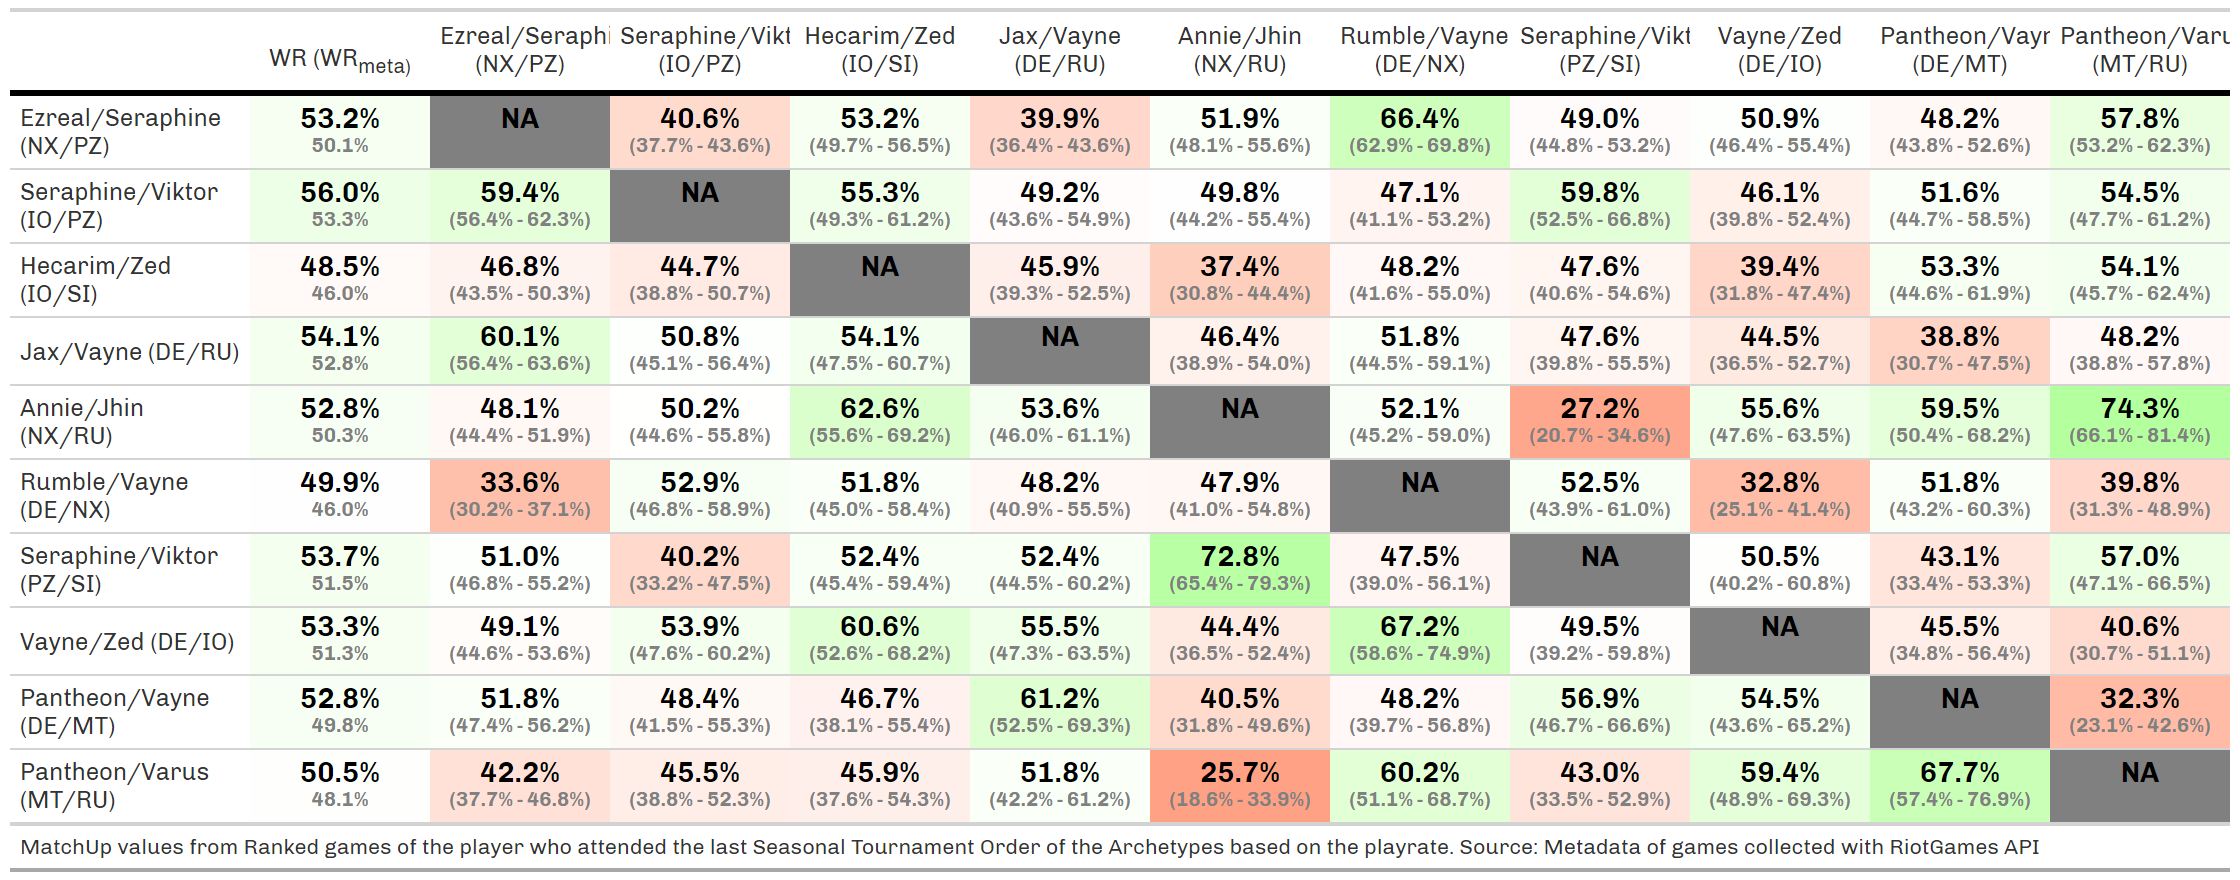 WR (WRmeta) Ezreal/Seraphi Seraphine/Vikt Hecarim/Zed Jax/Vayne Annie/Jhin Rumble/Vayne Seraphine/Vikt Vayne/Zed Pantheon/Vayr Pantheon/Varu
(NX/PZ) (IO/PZ) (IO/SI) (DE/RU) (NX/RU) (DE/NX) (PZ/SI) (DE/IO) (DE/MT) (MT/RU)
Ezreal/Seraphine 53.2% NA 40.6% 53.2% 39.9% 51.9% 66.4% 49.0% 50.9% 48.2% 57.8%
(NX/PZ) 50.1% (37.7% - 43.6%) (49.7% - 56.5%) (36.4% - 43.6%) (48.1% - 55.6%) (62.9% - 69.8%) (44.8% - 53.2%) (46.4% - 55.4%) (43.8% - 52.6%) (53.2% - 62.3%)
Seraphine/Viktor 56.0% 59.4% NA 55.3% 49.2% 49.8% 47.1% 59.8% 46.1% 51.6% 54.5%
(IO/PZ) 53.3% (56.4% - 62.3%) (49.3% - 61.2%) (43.6% - 54.9%) (44.2% - 55.4%) (41.1% - 53.2%) (52.5% - 66.8%) (39.8% - 52.4%) (44.7% - 58.5%) (47.7% - 61.2%)
Hecarim/Zed 48.5% 46.8% 44.7% NA 45.9% 37.4% 48.2% 47.6% 39.4% 53.3% 54.1%
(IO/SI) 46.0% (43.5% - 50.3%) (38.8% - 50.7%) (39.3% - 52.5%) (30.8% - 44.4%) (41.6% - 55.0%) (40.6% - 54.6%) (31.8% - 47.4%) (44.6% - 61.9%) (45.7% - 62.4%)
Jax/Vayne (DE/RU) 54.1% 60.1% 50.8% 54.1% NA 46.4% 51.8% 47.6% 44.5% 38.8% 48.2%
52.8% (56.4% - 63.6%) (45.1% - 56.4%) (47.5% - 60.7%) (38.9% - 54.0%) (44.5% - 59.1%) (39.8% - 55.5%) (36.5% - 52.7%) (30.7% - 47.5%) (38.8% - 57.8%)
Annie/Jhin 52.8% 48.1% 50.2% 62.6% 53.6% NA 52.1% 27.2% 55.6% 59.5% 74.3%
(NX/RU) 50.3% (44.4% - 51.9%) (44.6% - 55.8%) (55.6% - 69.2%) (46.0% - 61.1%) (45.2% - 59.0%) (20.7% - 34.6%) (47.6% - 63.5%) (50.4% - 68.2%) (66.1% - 81.4%)
Rumble/Vayne 49.9% 33.6% 52.9% 51.8% 48.2% 47.9% NA 52.5% 32.8% 51.8% 39.8%
(DE/NX) 46.0% (30.2% - 37.1%) (46.8% - 58.9%) (45.0% - 58.4%) (40.9% - 55.5%) (41.0% - 54.8%) (43.9% - 61.0%) (25.1% - 41.4%) (43.2% - 60.3%) (31.3% - 48.9%)
Seraphine/Viktor 53.7% 51.0% 40.2% 52.4% 52.4% 72.8% 47.5% NA 50.5% 43.1% 57.0%
(PZ/SI) 51.5% (46.8% - 55.2%) (33.2% - 47.5%) (45.4% - 59.4%) (44.5% - 60.2%) (65.4% - 79.3%) (39.0% - 56.1%) (40.2% - 60.8%) (33.4% - 53.3%) (47.1% - 66.5%)
Vayne/Zed (DE/IO) 53.3% 49.1% 53.9% 60.6% 55.5% 44.4% 67.2% 49.5% NA 45.5% 40.6%
51.3% (44.6% - 53.6%) (47.6% - 60.2%) (52.6% - 68.2%) (47.3% - 63.5%) (36.5% - 52.4%) (58.6% - 74.9%) (39.2% - 59.8%) (34.8% - 56.4%) (30.7% - 51.1%)
Pantheon/Vayne 52.8% 51.8% 48.4% 46.7% 61.2% 40.5% 48.2% 56.9% 54.5% NA 32.3%
(DE/MT) 49.8% (47.4% - 56.2%) (41.5% - 55.3%) (38.1% - 55.4%) (52.5% - 69.3%) (31.8% - 49.6%) (39.7% - 56.8%) (46.7% - 66.6%) (43.6% - 65.2%) (23.1% - 42.6%)
Pantheon/Varus 50.5% 42.2% 45.5% 45.9% 51.8% 25.7% 60.2% 43.0% 59.4% 67.7% NA
(MT/RU) 48.1% (37.7% - 46.8%) (38.8% - 52.3%) (37.6% - 54.3%) (42.2% - 61.2%) (18.6% - 33.9%) (51.1% - 68.7%) (33.5% - 52.9%) (48.9% - 69.3%) (57.4% - 76.9%)
MatchUp values from Ranked games of the player who attended the last Seasonal Tournament Order of the Archetypes based on the playrate. Source: Metadata of games collected with RiotGames API